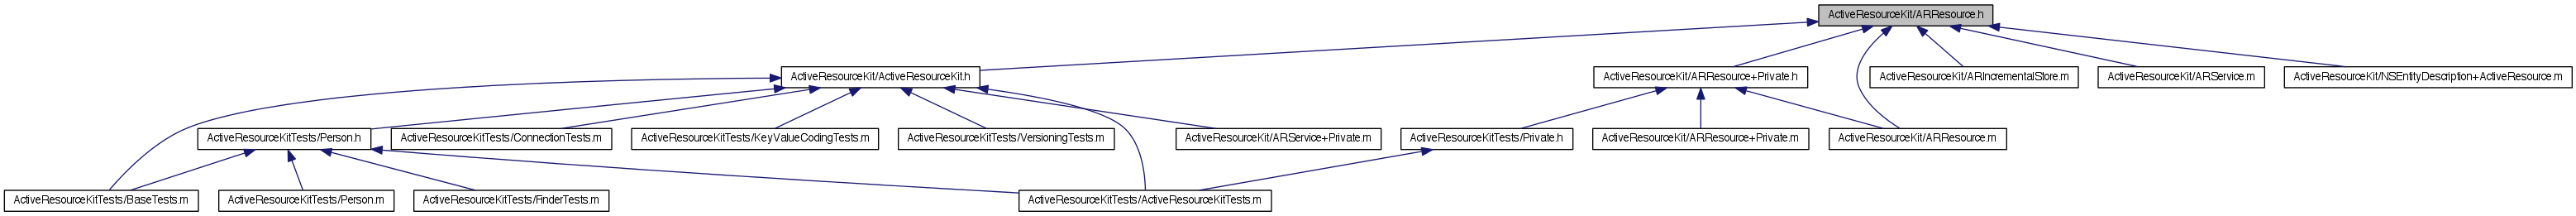 ActiveResourceKit/ARResource.h
ActiveResourceKit/ActiveResourceKit.h
ActiveResourceKit/ARResource+Private.h
ActiveResourceKit/ARIncrementalStore.m
ActiveResourceKit/ARService.m
ActiveResourceKit/NSEntityDescription+ActiveResource.m
ActiveResourceKitTests/Person.h
ActiveResourceKitTests/ConnectionTests.m
ActiveResourceKitTests/KeyValueCodingTests.m
ActiveResourceKitTests/VersioningTests.m
ActiveResourceKit/ARService+Private.m
ActiveResourceKitTests/Private.h
ActiveResourceKit/ARResource+Private.m
ActiveResourceKit/ARResource.m
ActiveResourceKitTests/BaseTests.m
ActiveResourceKitTests/Person.m
ActiveResourceKitTests/FinderTests.m
ActiveResourceKitTests/ActiveResourceKitTests.m